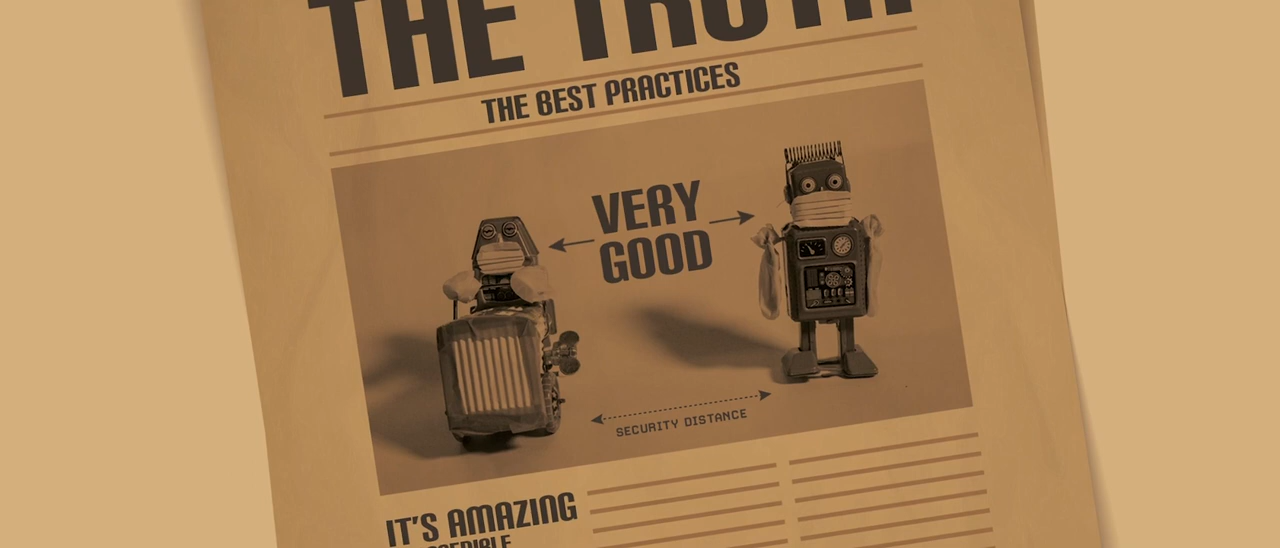 THE TRUTH
THE BEST PRACTICES
VERY
GOOD
SECURITY DISTANCE
IT'S AMAZING